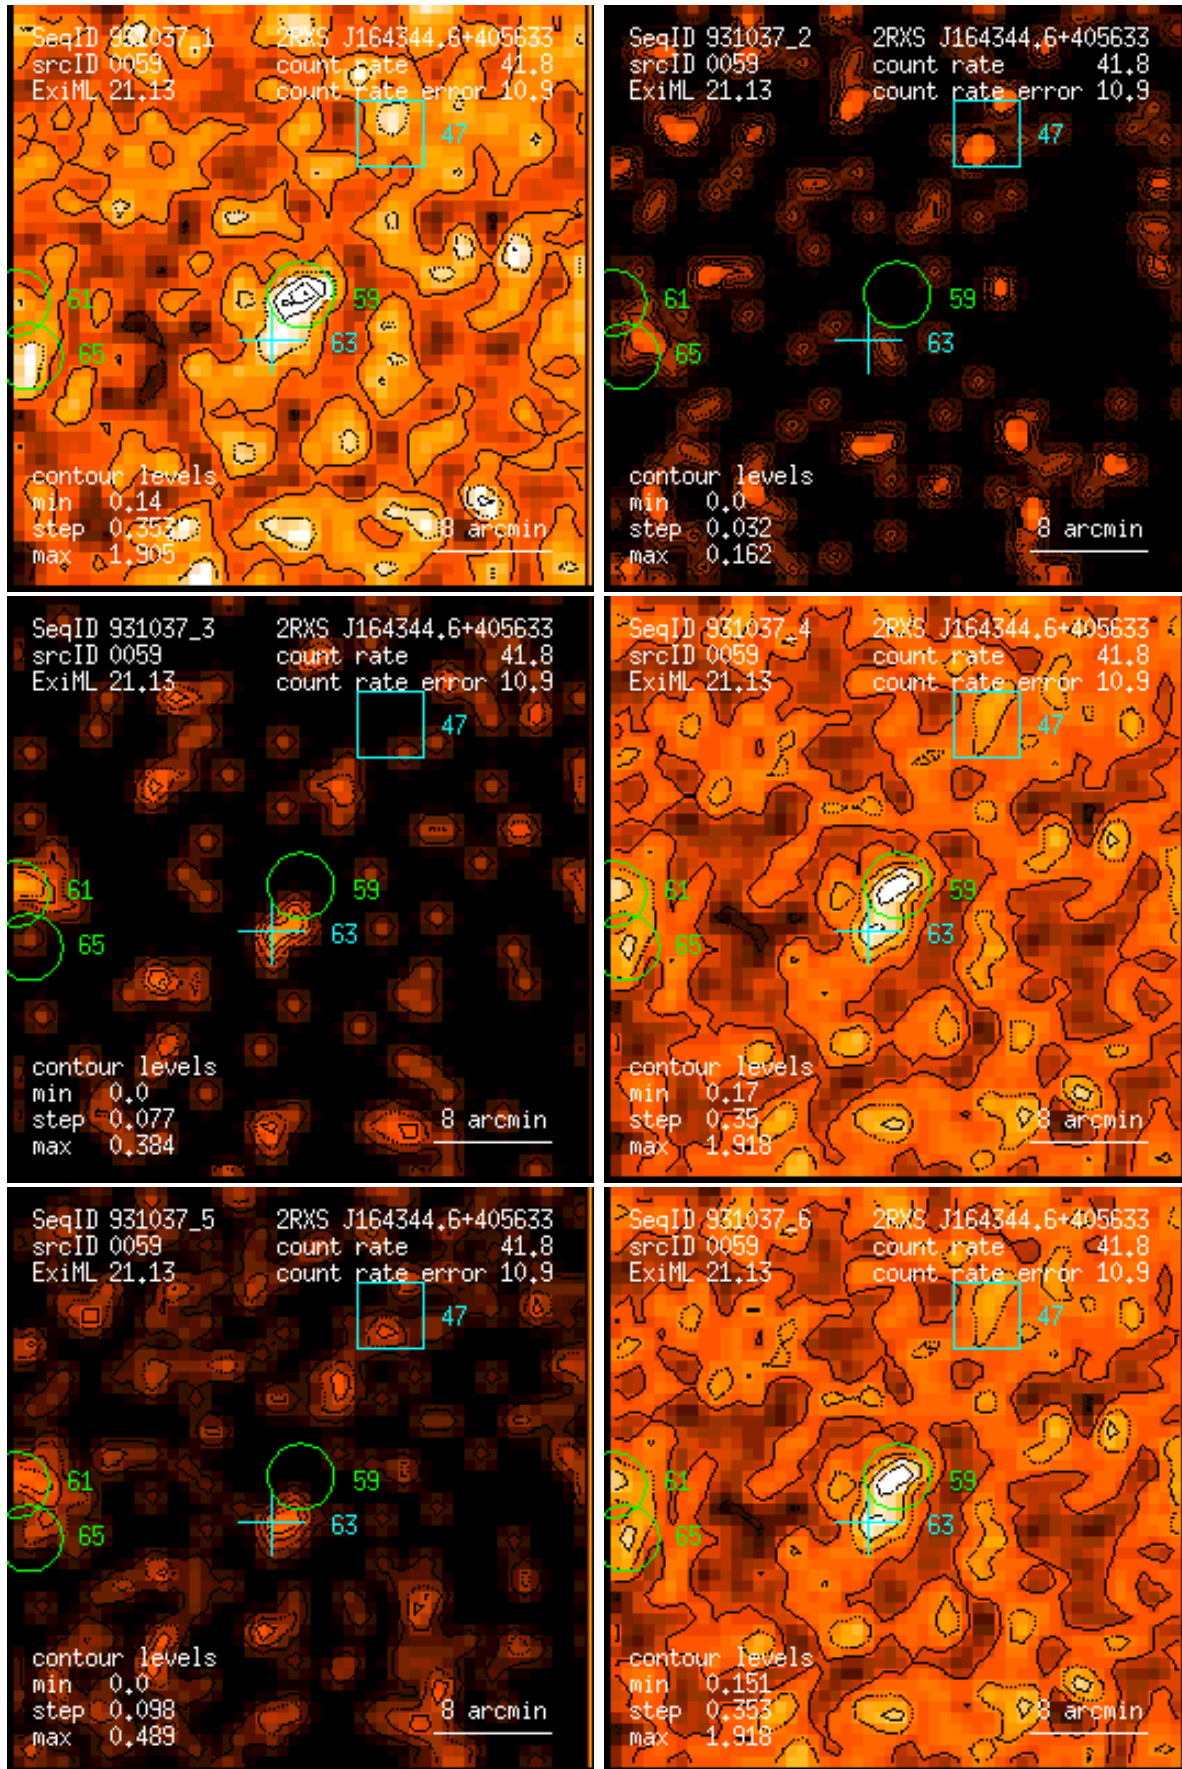 SeqID 931037_1 2RXS J164344.6+405633
srcID 0059 count rate 41.8
ExiML 21.13 count rate error 10.9
47
61
59
65
63
contour levels
min 0.14
step 0.353
max 1.905
8 arcmin
SeqID 931037_2 2RXS J164344.6+405633
srcID 0059 count rate 41.8
ExiML 21.13 count rate error 10.9
47
61
59
65
63
contour levels
min 0.0
step 0.032
max 0.162
8 arcmin
SeqID 931037_3 2RXS J164344.6+405633
srcID 0059 count rate 41.8
ExiML 21.13 count rate error 10.9
47
61
59
65
63
contour levels
min 0.0
step 0.077
max 0.384
8 arcmin
SeqID 931037_4 2RXS J164344.6+405633
srcID 0059 count rate 41.8
ExiML 21.13 count rate error 10.9
47
61
59
65
63
contour levels
min 0.17
step 0.35
max 1.918
8 arcmin
SeqID 931037_5 2RXS J164344.6+405633
srcID 0059 count rate 41.8
ExiML 21.13 count rate error 10.9
47
61
59
65
63
contour levels
min 0.0
step 0.098
max 0.489
8 arcmin
SeqID 931037_6 2RXS J164344.6+405633
srcID 0059 count rate 41.8
ExiML 21.13 count rate error 10.9
47
61
59
65
63
contour levels
min 0.151
step 0.353
max 1.918
8 arcmin